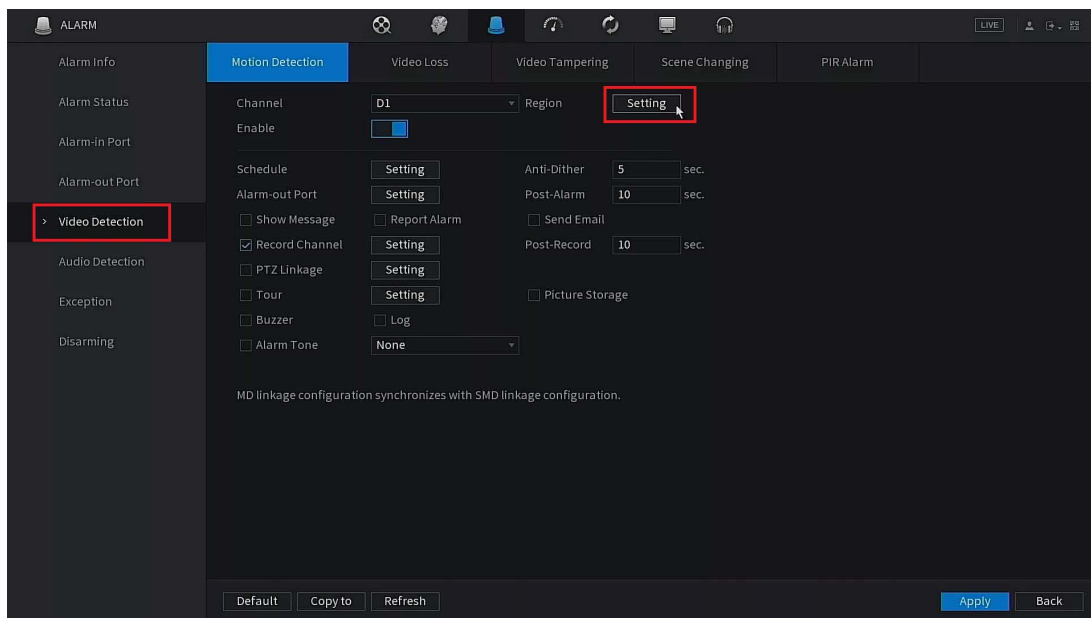 ALARM
LIVE
Alarm Info
Alarm Status
Alarm-in Port
Alarm-out Port
> Video Detection
Audio Detection
Exception
Disarming
Motion Detection Video Loss Video Tampering Scene Changing PIR Alarm
Channel D1 Region Setting
Enable
Schedule Setting Anti-Dither 5 sec.
Alarm-out Port Setting Post-Alarm 10 sec.
Show Message Report Alarm Send Email
Record Channel Setting Post-Record 10 sec.
PTZ Linkage Setting
Tour Setting Picture Storage
Buzzer Log
Alarm Tone None
MD linkage configuration synchronizes with SMD linkage configuration.
Default Copy to Refresh Apply Back